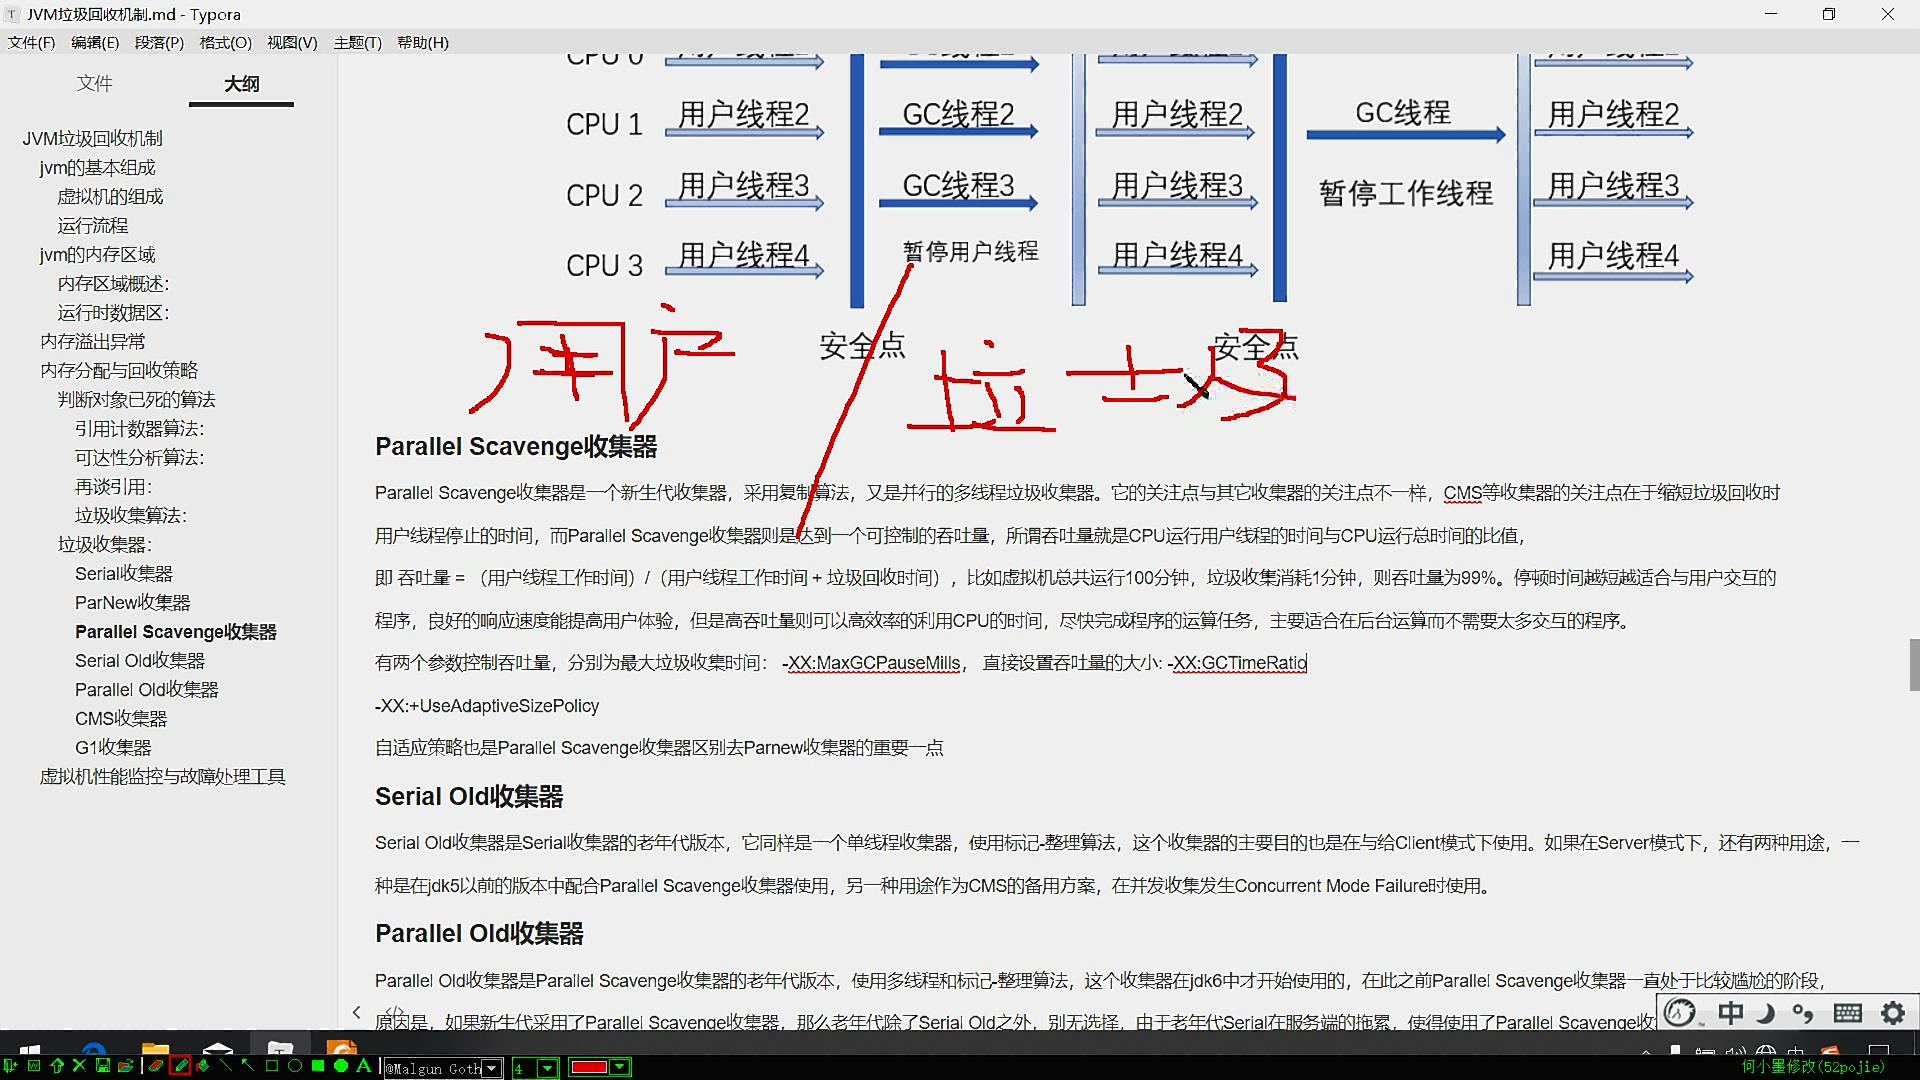 JVM垃圾回收机制.md - Typora
文件(F) 编辑(E) 段落(P) 格式(O) 视图(V) 主题(T) 帮助(H)
文件 大纲
JVM垃圾回收机制
jvm的基本组成
虚拟机的组成
运行流程
jvm的内存区域
内存区域概述：
运行时数据区：
内存溢出异常
内存分配与回收策略
判断对象已死的算法
引用计数器算法：
可达性分析算法：
再谈引用：
垃圾收集算法：
垃圾收集器：
Serial收集器
ParNew收集器
Parallel Scavenge收集器
Serial Old收集器
Parallel Old收集器
CMS收集器
G1收集器
虚拟机性能监控与故障处理工具
CPU 0
CPU 1 用户线程2 GC线程2 用户线程2 GC线程 用户线程2
CPU 2 用户线程3 GC线程3 用户线程3 暂停工作线程 用户线程3
CPU 3 用户线程4 暂停用户线程 用户线程4 用户线程4
安全点 安全点
用户 垃圾
Parallel Scavenge收集器
Parallel Scavenge收集器是一个新生代收集器，采用复制算法，又是并行的多线程垃圾收集器。它的关注点与其它收集器的关注点不一样，CMS等收集器的关注点在于缩短垃圾回收时
用户线程停止的时间，而Parallel Scavenge收集器则是达到一个可控制的吞吐量，所谓吞吐量就是CPU运行用户线程的时间与CPU运行总时间的比值，
即 吞吐量 = （用户线程工作时间）/（用户线程工作时间 + 垃圾回收时间），比如虚拟机总共运行100分钟，垃圾收集消耗1分钟，则吞吐量为99%。停顿时间越短越适合与用户交互的
程序，良好的响应速度能提高用户体验，但是高吞吐量则可以高效率的利用CPU的时间，尽快完成程序的运算任务，主要适合在后台运算而不需要太多交互的程序。
有两个参数控制吞吐量，分别为最大垃圾收集时间： -XX:MaxGCPauseMills， 直接设置吞吐量的大小: -XX:GCTimeRatio
-XX:+UseAdaptiveSizePolicy
自适应策略也是Parallel Scavenge收集器区别去Parnew收集器的重要一点
Serial Old收集器
Serial Old收集器是Serial收集器的老年代版本，它同样是一个单线程收集器，使用标记-整理算法，这个收集器的主要目的也是在与给Client模式下使用。如果在Server模式下，还有两种用途，一
种是在jdk5以前的版本中配合Parallel Scavenge收集器使用，另一种用途作为CMS的备用方案，在并发收集发生Concurrent Mode Failure时使用。
Parallel Old收集器
Parallel Old收集器是Parallel Scavenge收集器的老年代版本，使用多线程和标记-整理算法，这个收集器在jdk6中才开始使用的，在此之前Parallel Scavenge收集器一直处于比较尴尬的阶段，
原因是，如果新生代采用了Parallel Scavenge收集器，那么老年代除了Serial Old之外，别无选择，由于老年代Serial在服务端的拖累，使得使用了Parallel Scavenge收
中
@Malgun Goth 4
何小墨修改(52pojie)